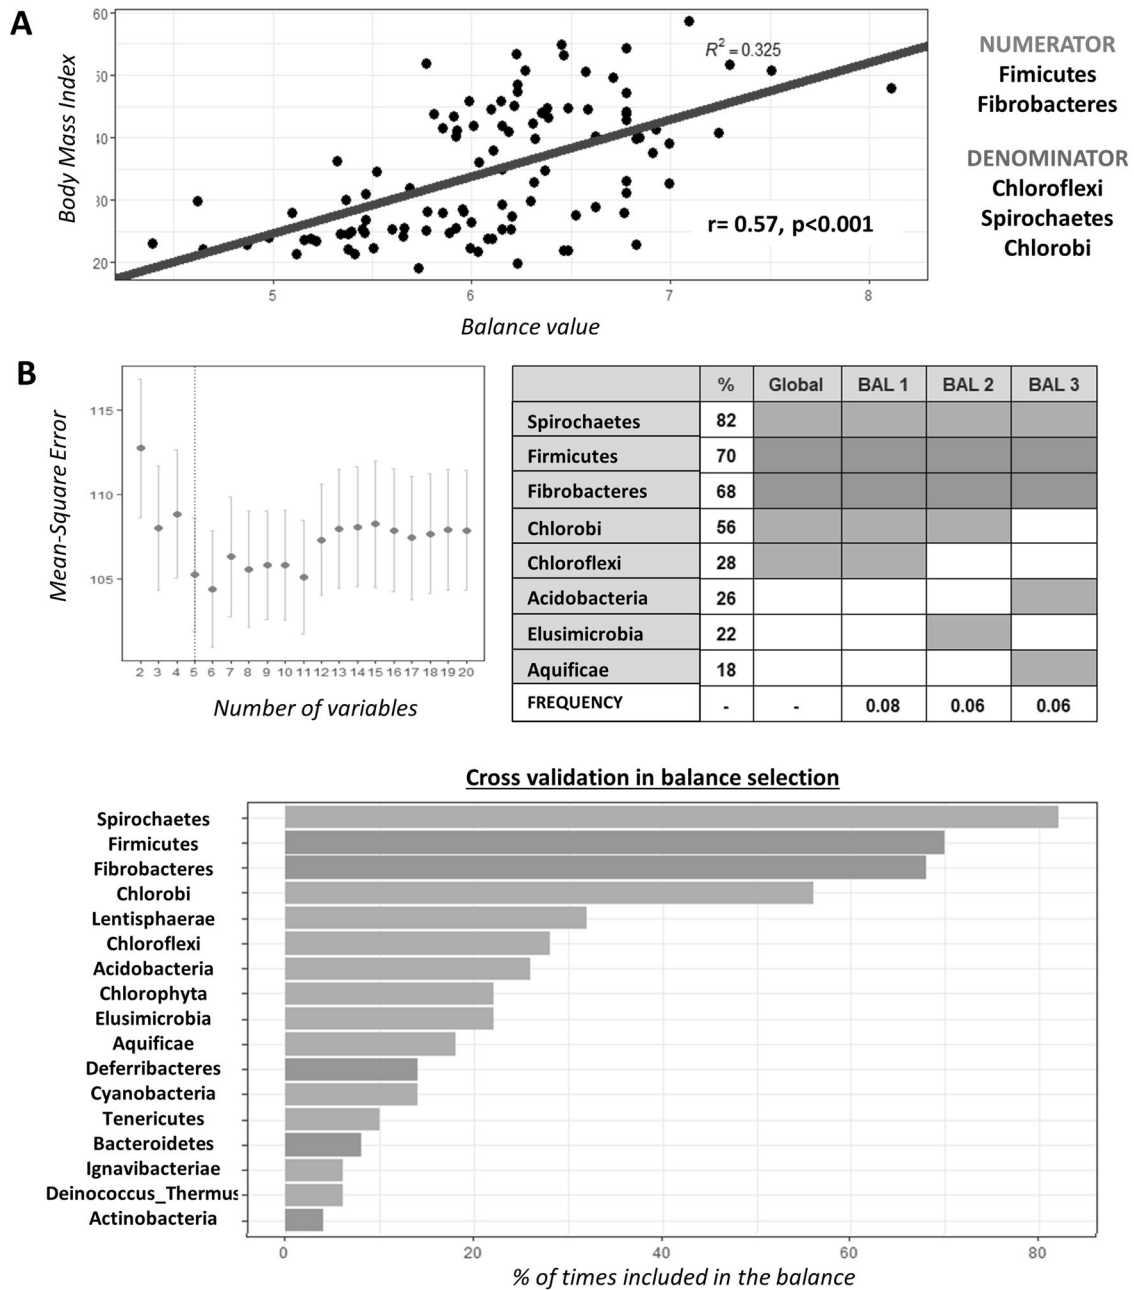 A
60
50
40
30
20
5 6 7 8
Body Mass Index
Balance value
R² = 0.325
r= 0.57, p<0.001
NUMERATOR
Fimicutes
Fibrobacteres
DENOMINATOR
Chloroflexi
Spirochaetes
Chlorobi
B
Mean-Square Error
115
110
105
2 3 4 5 6 7 8 9 10 11 12 13 14 15 16 17 18 19 20
Number of variables
% Global BAL 1 BAL 2 BAL 3
Spirochaetes 82
Firmicutes 70
Fibrobacteres 68
Chlorobi 56
Chloroflexi 28
Acidobacteria 26
Elusimicrobia 22
Aquificae 18
FREQUENCY - - 0.08 0.06 0.06
Cross validation in balance selection
Spirochaetes
Firmicutes
Fibrobacteres
Chlorobi
Lentisphaerae
Chloroflexi
Acidobacteria
Chlorophyta
Elusimicrobia
Aquificae
Deferribacteres
Cyanobacteria
Tenericutes
Bacteroidetes
Ignavibacteriae
Deinococcus_Thermus
Actinobacteria
0 20 40 60 80
% of times included in the balance